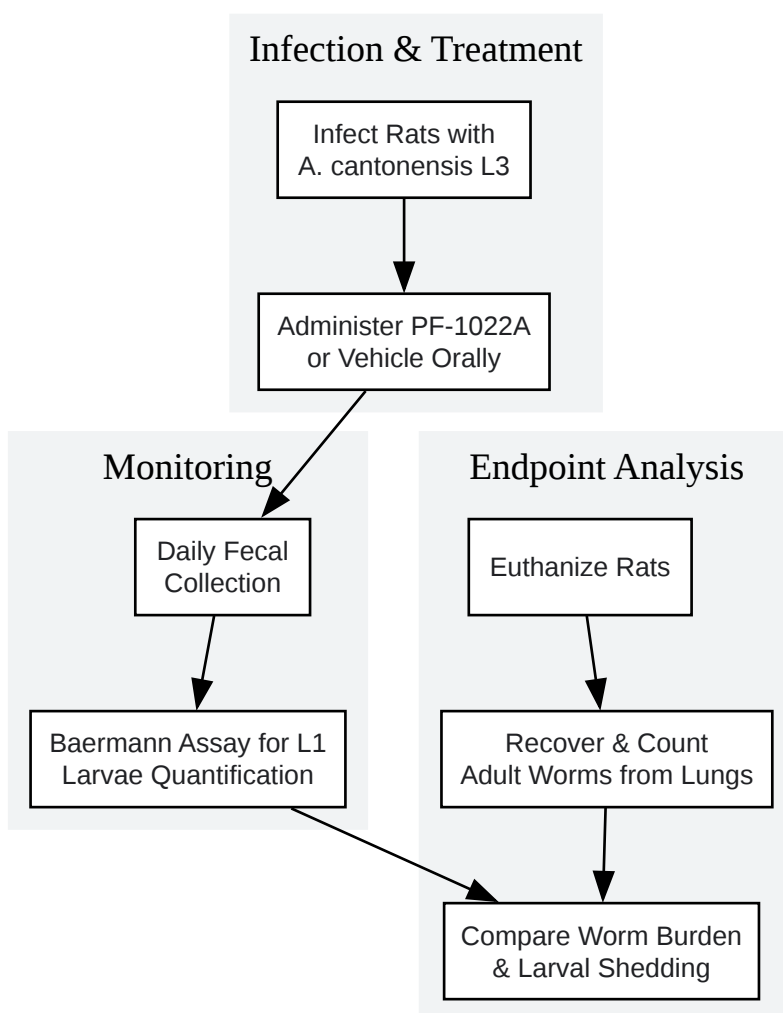 Infection & Treatment
Infect Rats with
A. cantonensis L3
Administer PF-1022A
or Vehicle Orally
Monitoring
Daily Fecal
Collection
Baermann Assay for L1
Larvae Quantification
Endpoint Analysis
Euthanize Rats
Recover & Count
Adult Worms from Lungs
Compare Worm Burden
& Larval Shedding